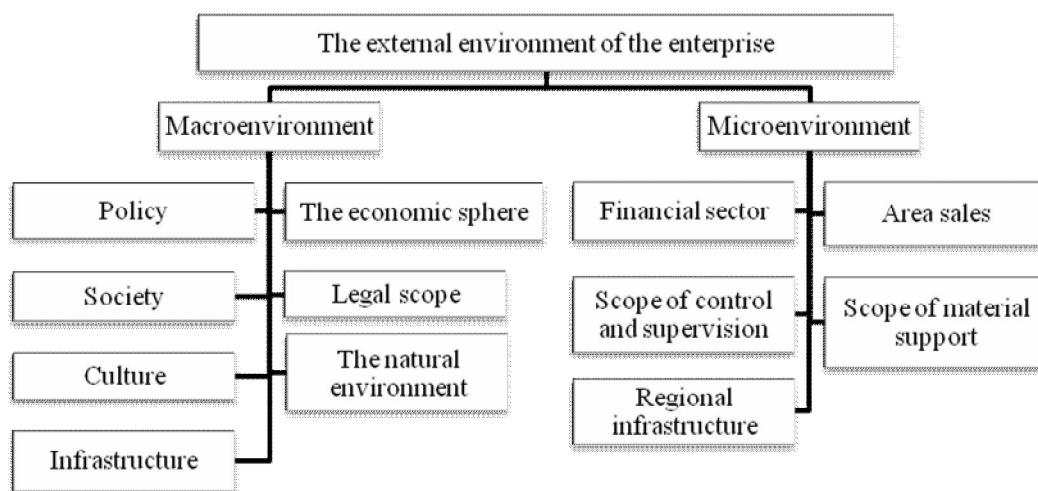 The external environment of the enterprise
Macroenvironment
Microenvironment
Policy
The economic sphere
Society
Legal scope
Culture
The natural
environment
Infrastructure
Financial sector
Area sales
Scope of control
and supervision
Scope of material
support
Regional
infrastructure